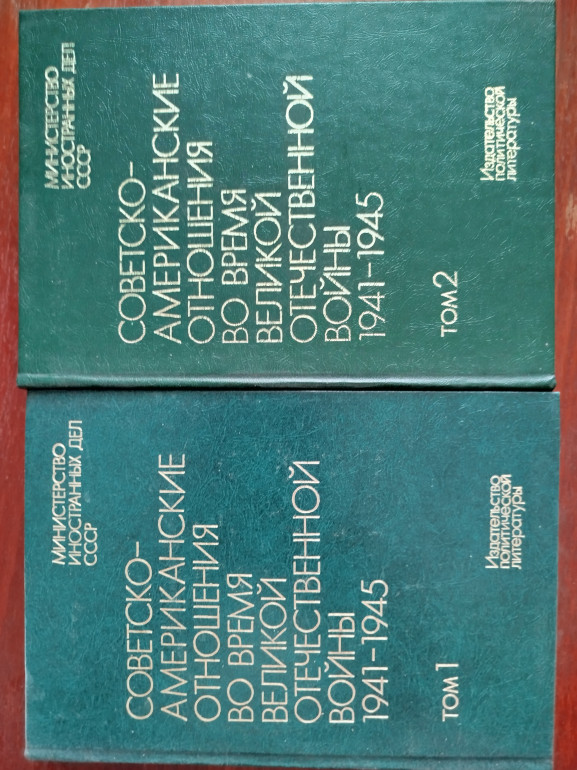 МИНИСТЕРСТВО
ИНОСТРАННЫХ ДЕЛ
СССР
СОВЕТСКО-
АМЕРИКАНСКИЕ
ОТНОШЕНИЯ
ВО ВРЕМЯ
ВЕЛИКОЙ
ОТЕЧЕСТВЕННОЙ
ВОЙНЫ
1941-1945
ТОМ 2
Издательство
политической
литературы
МИНИСТЕРСТВО
ИНОСТРАННЫХ ДЕЛ
СССР
СОВЕТСКО-
АМЕРИКАНСКИЕ
ОТНОШЕНИЯ
ВО ВРЕМЯ
ВЕЛИКОЙ
ОТЕЧЕСТВЕННОЙ
ВОЙНЫ
1941-1945
ТОМ 1
Издательство
политической
литературы